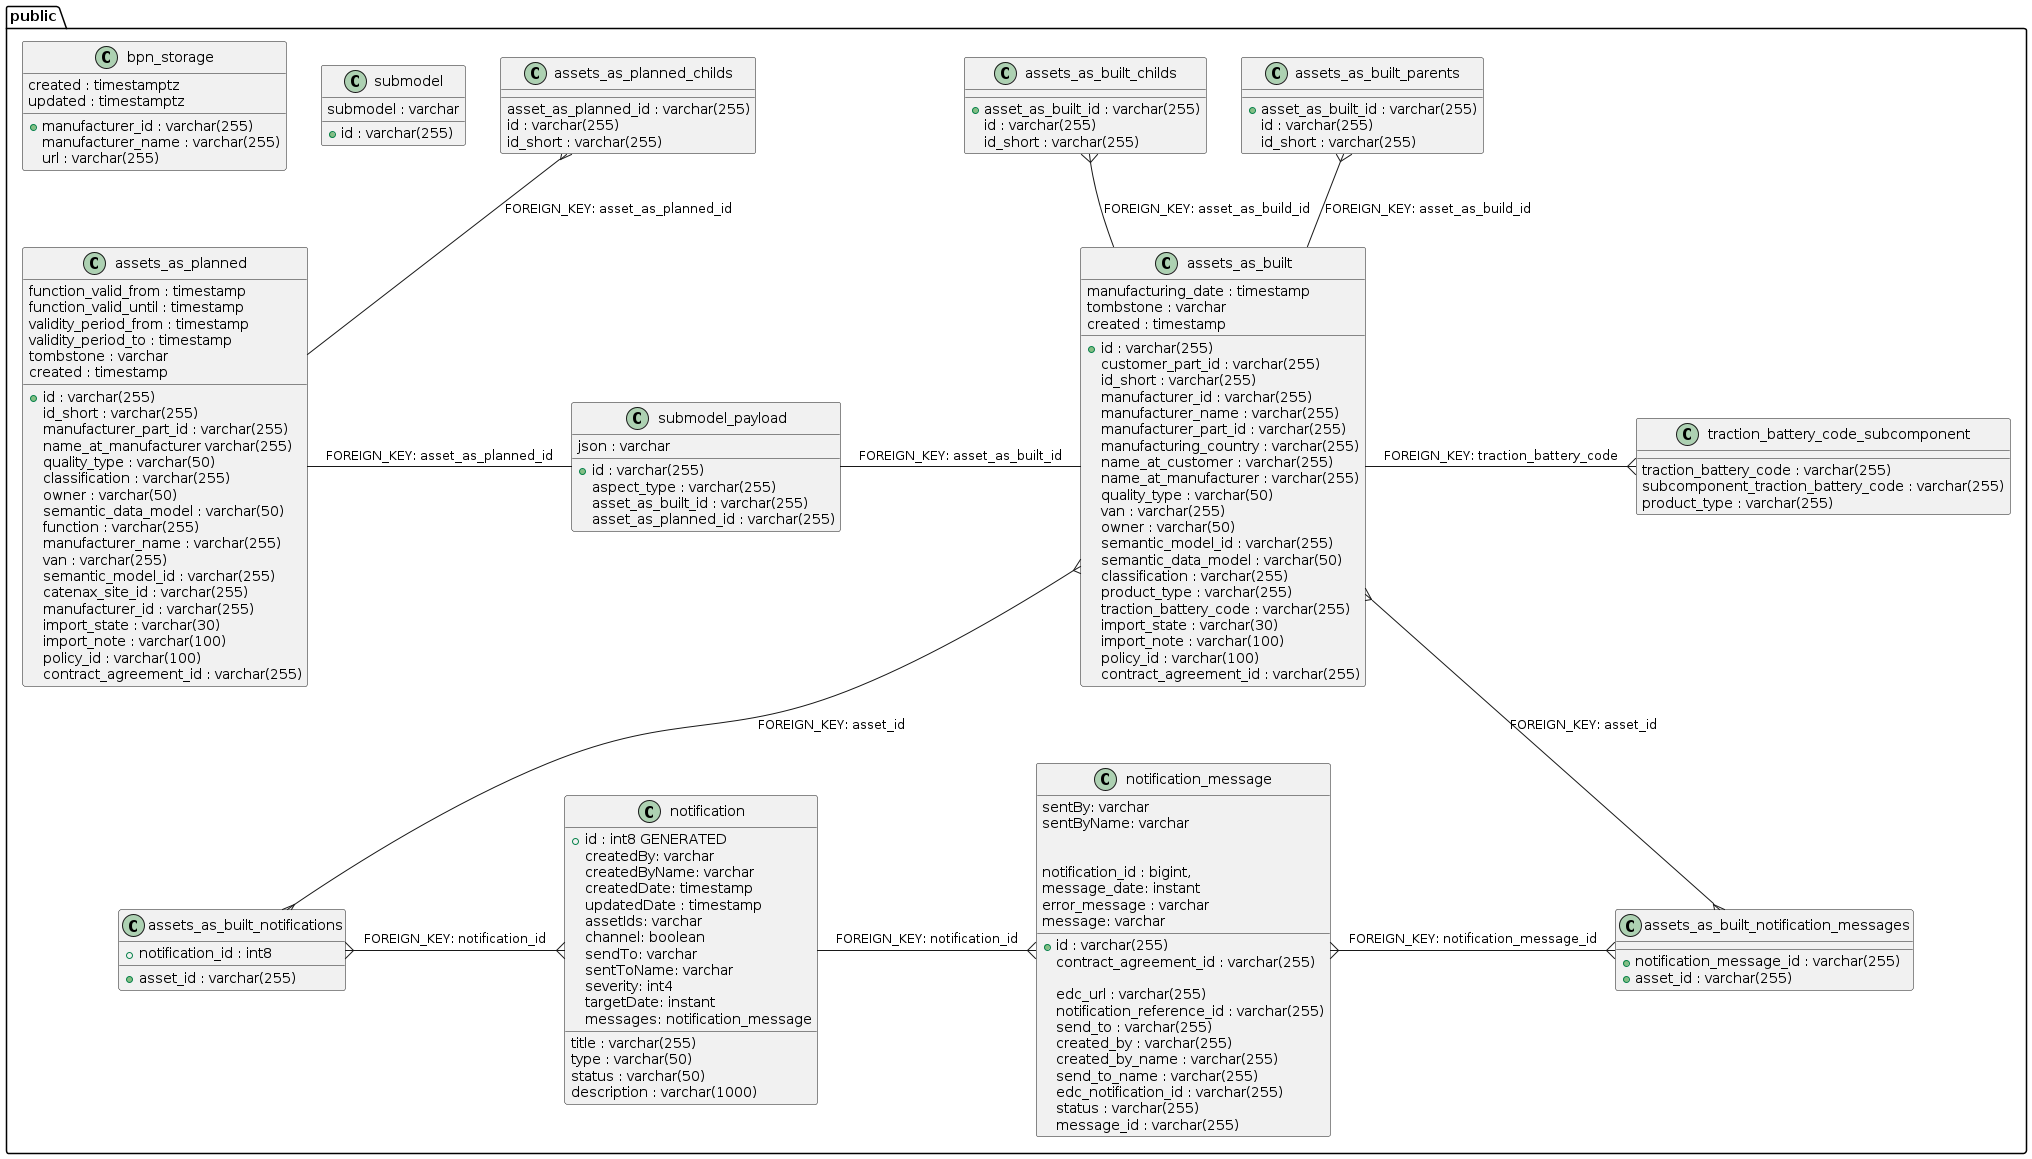 public
C bpn_storage
created : timestamptz
updated : timestamptz
manufacturer_id : varchar(255)
manufacturer_name : varchar(255)
url : varchar(255)
C submodel
submodel : varchar
id : varchar(255)
C assets_as_planned_childs
asset_as_planned_id : varchar(255)
id : varchar(255)
id_short : varchar(255)
C assets_as_built_childs
asset_as_built_id : varchar(255)
id : varchar(255)
id_short : varchar(255)
C assets_as_built_parents
asset_as_built_id : varchar(255)
id : varchar(255)
id_short : varchar(255)
FOREIGN_KEY: asset_as_planned_id
FOREIGN_KEY: asset_as_build_id
FOREIGN_KEY: asset_as_build_id
C assets_as_planned
function_valid_from : timestamp
function_valid_until : timestamp
validity_period_from : timestamp
validity_period_to : timestamp
tombstone : varchar
created : timestamp
id : varchar(255)
id_short : varchar(255)
manufacturer_part_id : varchar(255)
name_at_manufacturer varchar(255)
quality_type : varchar(50)
classification : varchar(255)
owner : varchar(50)
semantic_data_model : varchar(50)
function : varchar(255)
manufacturer_name : varchar(255)
van : varchar(255)
semantic_model_id : varchar(255)
catenax_site_id : varchar(255)
manufacturer_id : varchar(255)
import_state : varchar(30)
import_note : varchar(100)
policy_id : varchar(100)
contract_agreement_id : varchar(255)
FOREIGN_KEY: asset_as_planned_id
C submodel_payload
json : varchar
id : varchar(255)
aspect_type : varchar(255)
asset_as_built_id : varchar(255)
asset_as_planned_id : varchar(255)
FOREIGN_KEY: asset_as_built_id
C assets_as_built
manufacturing_date : timestamp
tombstone : varchar
created : timestamp
id : varchar(255)
customer_part_id : varchar(255)
id_short : varchar(255)
manufacturer_id : varchar(255)
manufacturer_name : varchar(255)
manufacturer_part_id : varchar(255)
manufacturing_country : varchar(255)
name_at_customer : varchar(255)
name_at_manufacturer : varchar(255)
quality_type : varchar(50)
van : varchar(255)
owner : varchar(50)
semantic_model_id : varchar(255)
semantic_data_model : varchar(50)
classification : varchar(255)
product_type : varchar(255)
traction_battery_code : varchar(255)
import_state : varchar(30)
import_note : varchar(100)
policy_id : varchar(100)
contract_agreement_id : varchar(255)
FOREIGN_KEY: traction_battery_code
C traction_battery_code_subcomponent
traction_battery_code : varchar(255)
subcomponent_traction_battery_code : varchar(255)
product_type : varchar(255)
FOREIGN_KEY: asset_id
FOREIGN_KEY: asset_id
C assets_as_built_notifications
notification_id : int8
asset_id : varchar(255)
FOREIGN_KEY: notification_id
C notification
id : int8 GENERATED
createdBy: varchar
createdByName: varchar
createdDate: timestamp
updatedDate : timestamp
assetIds: varchar
channel: boolean
sendTo: varchar
sentToName: varchar
severity: int4
targetDate: instant
messages: notification_message
title : varchar(255)
type : varchar(50)
status : varchar(50)
description : varchar(1000)
FOREIGN_KEY: notification_id
C notification_message
sentBy: varchar
sentByName: varchar
notification_id : bigint,
message_date: instant
error_message : varchar
message: varchar
id : varchar(255)
contract_agreement_id : varchar(255)
edc_url : varchar(255)
notification_reference_id : varchar(255)
send_to : varchar(255)
created_by : varchar(255)
created_by_name : varchar(255)
send_to_name : varchar(255)
edc_notification_id : varchar(255)
status : varchar(255)
message_id : varchar(255)
FOREIGN_KEY: notification_message_id
C assets_as_built_notification_messages
notification_message_id : varchar(255)
asset_id : varchar(255)